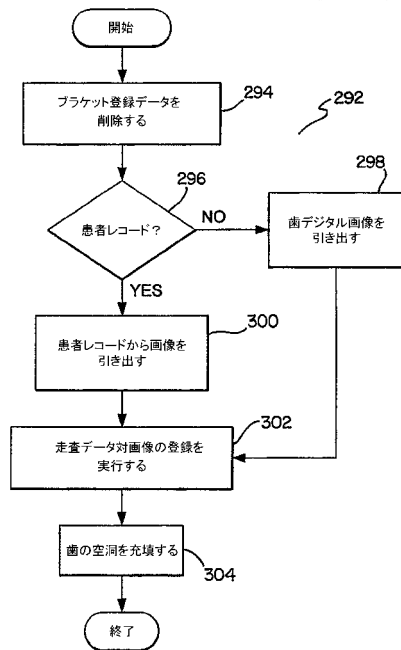 開始
ブラケット登録データを
削除する
294
292
296
患者レコード?
NO
298
歯デジタル画像を
引き出す
YES
300
患者レコードから画像を
引き出す
302
走査データ対画像の登録を
実行する
歯の空洞を充填する
304
終了